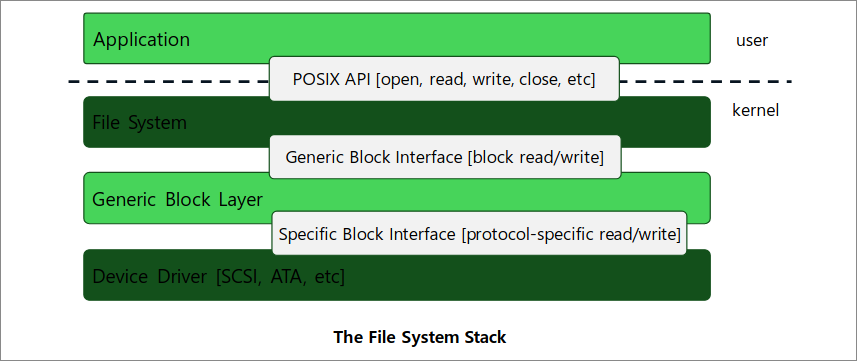 Application
user
POSIX API [open, read, write, close, etc]
kernel
File System
Generic Block Interface [block read/write]
Generic Block Layer
Specific Block Interface [protocol-specific read/write]
Device Driver [SCSI, ATA, etc]
The File System Stack